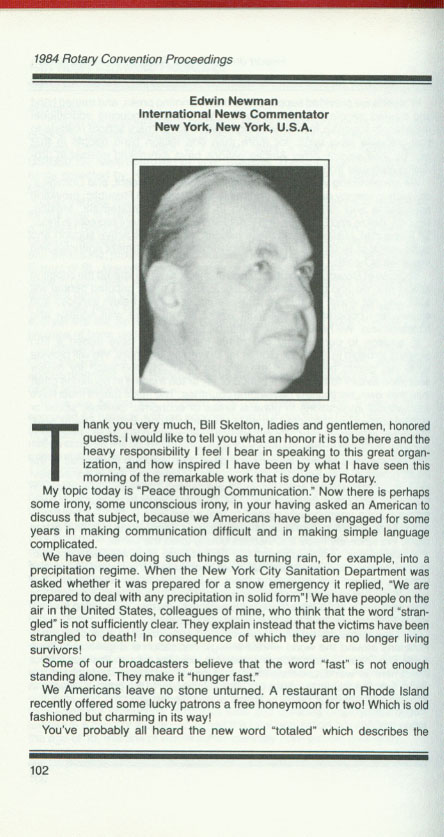 1984 Rotary Convention Proceedings
Edwin Newman
International News Commentator
New York, New York, U.S.A.
Thank you very much, Bill Skelton, ladies and gentlemen, honored
guests. I would like to tell you what an honor it is to be here and the
heavy responsibility I feel I bear in speaking to this great organ-
ization, and how inspired I have been by what I have seen this
morning of the remarkable work that is done by Rotary.
My topic today is “Peace through Communication.” Now there is perhaps
some irony, some unconscious irony, in your having asked an American to
discuss that subject, because we Americans have been engaged for some
years in making communication difficult and in making simple language
complicated.
We have been doing such things as turning rain, for example, into a
precipitation regime. When the New York City Sanitation Department was
asked whether it was prepared for a snow emergency it replied, “We are
prepared to deal with any precipitation in solid form”! We have people on the
air in the United States, colleagues of mine, who think that the word “stran-
gled” is not sufficiently clear. They explain instead that the victims have been
strangled to death! In consequence of which they are no longer living
survivors!
Some of our broadcasters believe that the word “fast” is not enough
standing alone. They make it “hunger fast.”
We Americans leave no stone unturned. A restaurant on Rhode Island
recently offered some lucky patrons a free honeymoon for two! Which is old
fashioned but charming in its way!
You’ve probably all heard the new word “totaled” which describes the
102